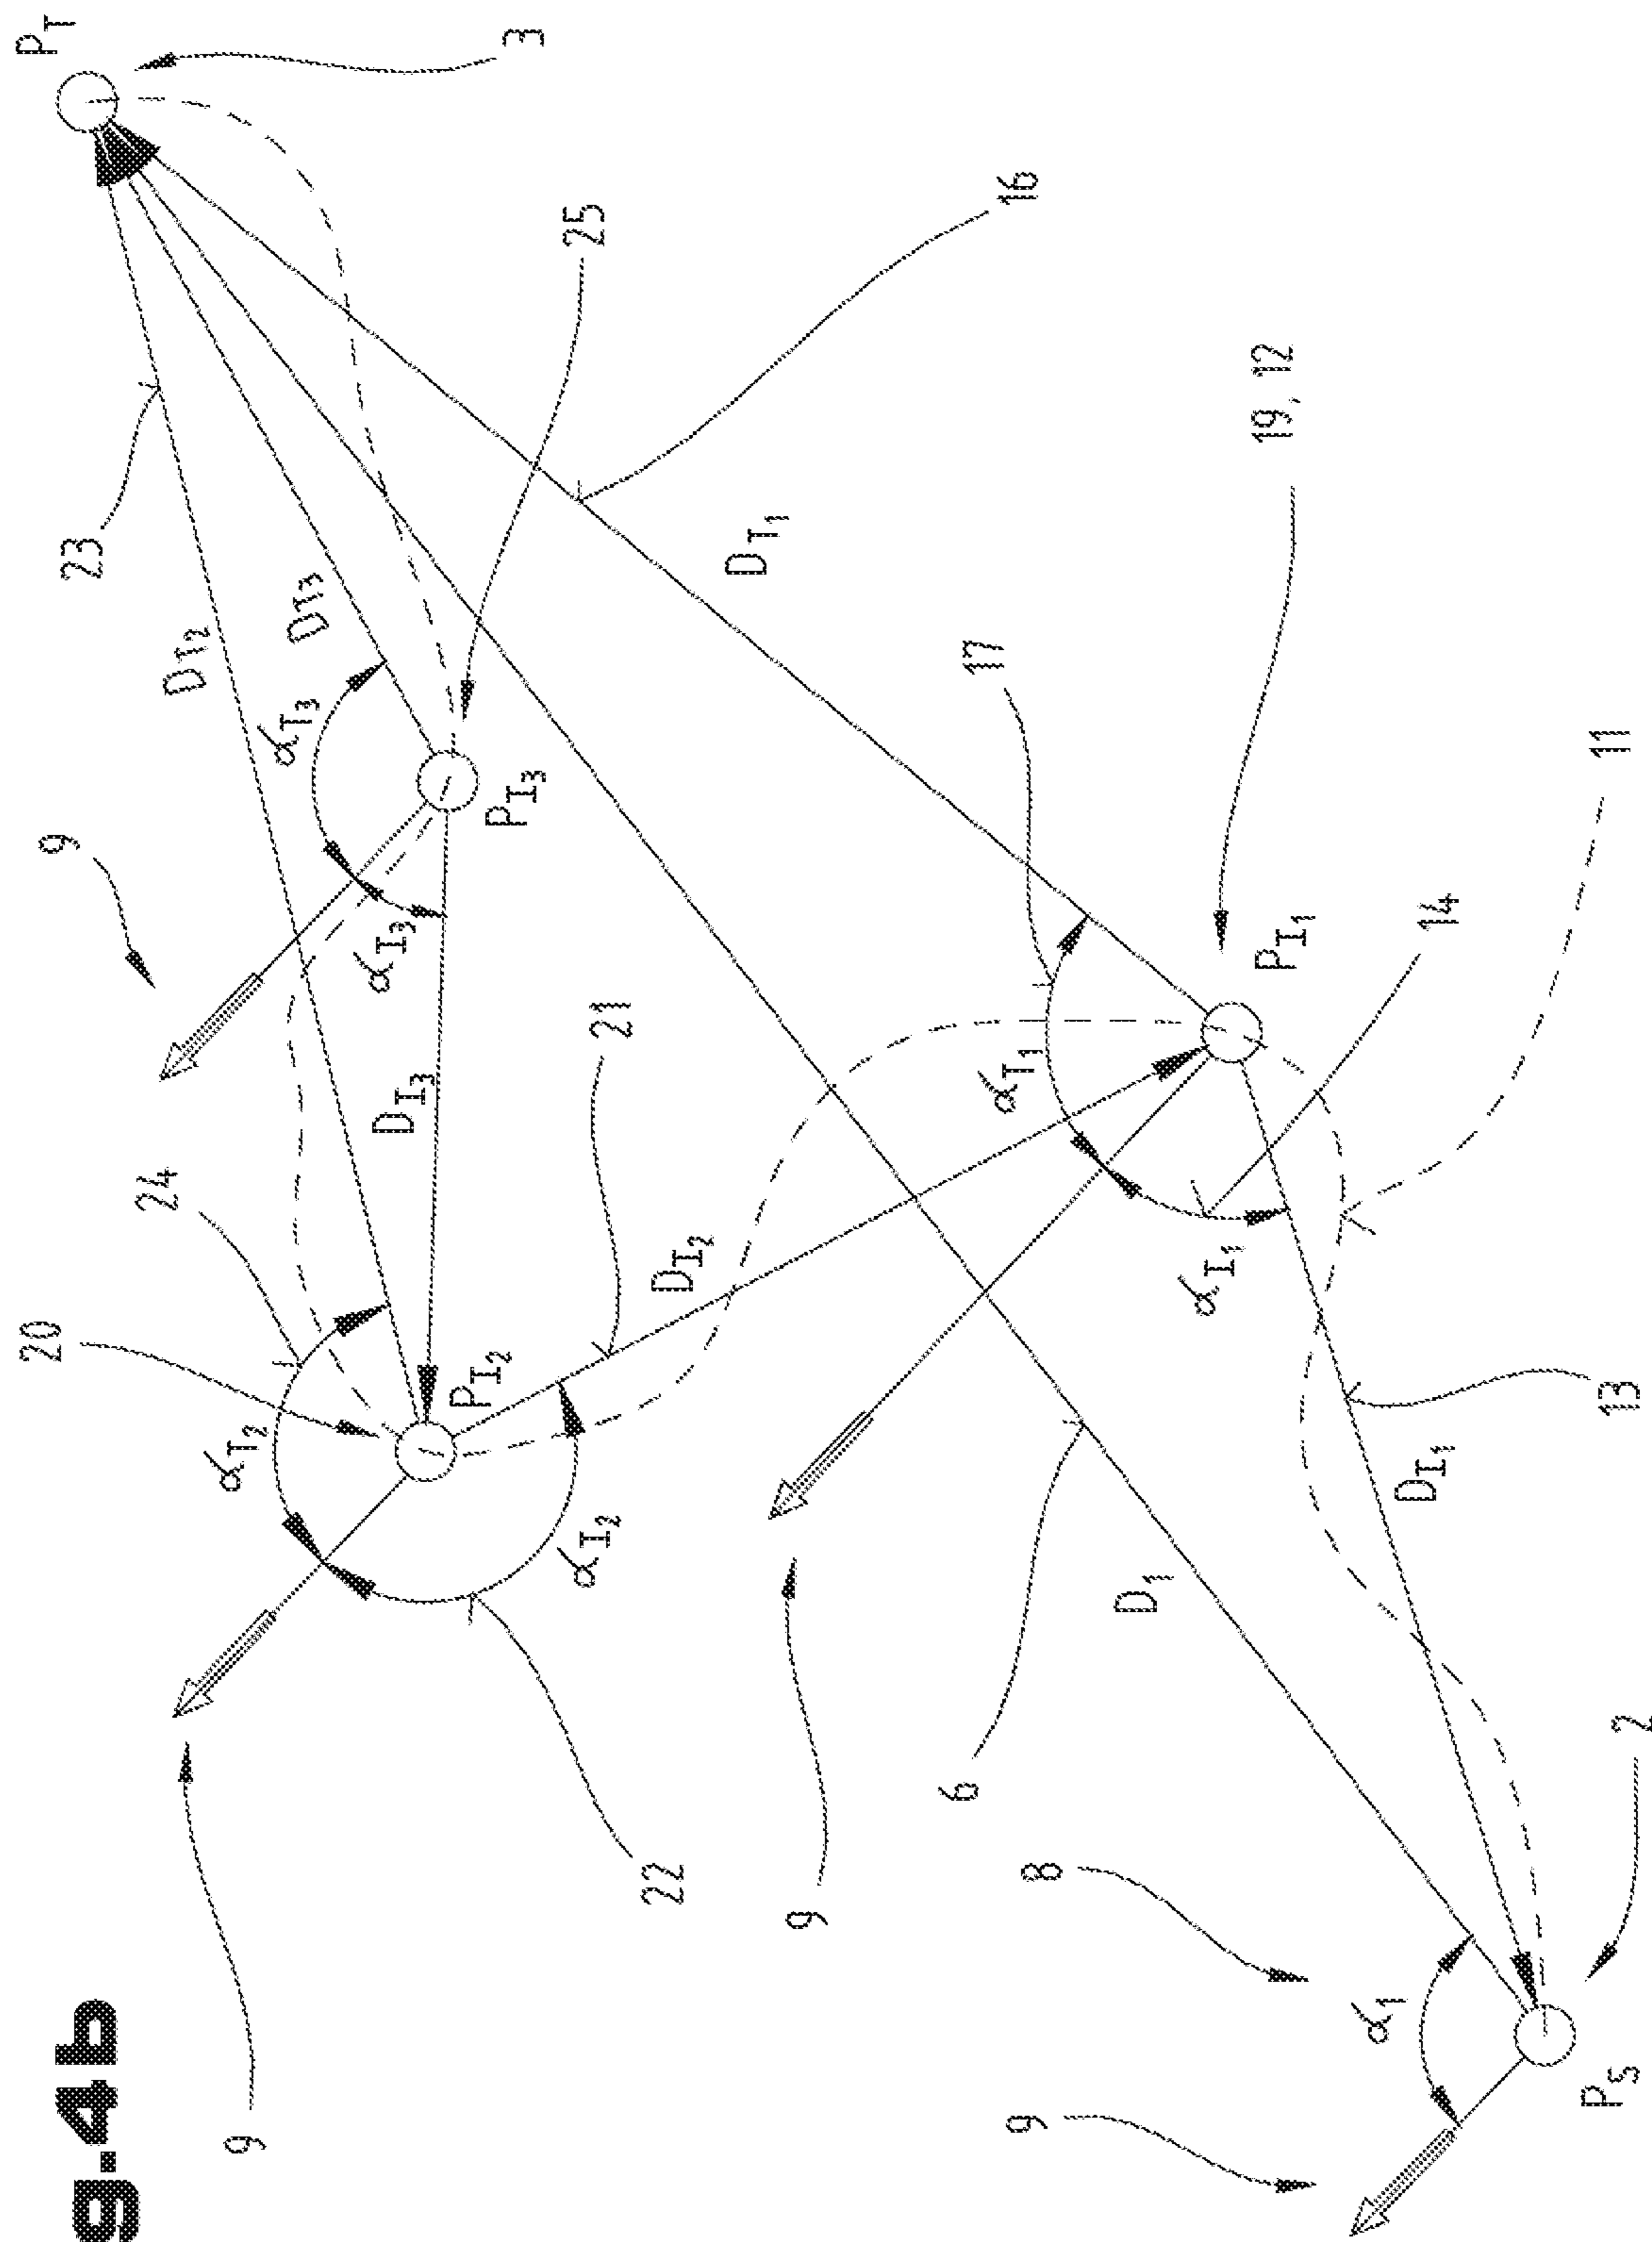 g.4b
P_T
3
16
25
23
D_T2
D_T3
α_T3
P_I3
9
α_I3
D_I3
19, 12
D_T1
17
11
14
P_I1
α_T1
21
24
20
P_I2
D_I2
α_I1
α_T2
α_I2
13
D_I1
22
9
D_1
6
9
8
2
α_1
9
P_S